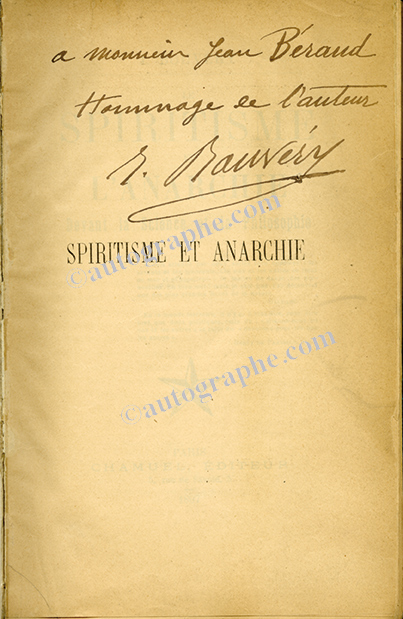 a monsieur Jean Béraud
Hommage de l'auteur
J. Bouvéry
SPIRITISME ET ANARCHIE
©autographe.com
©autographe.com